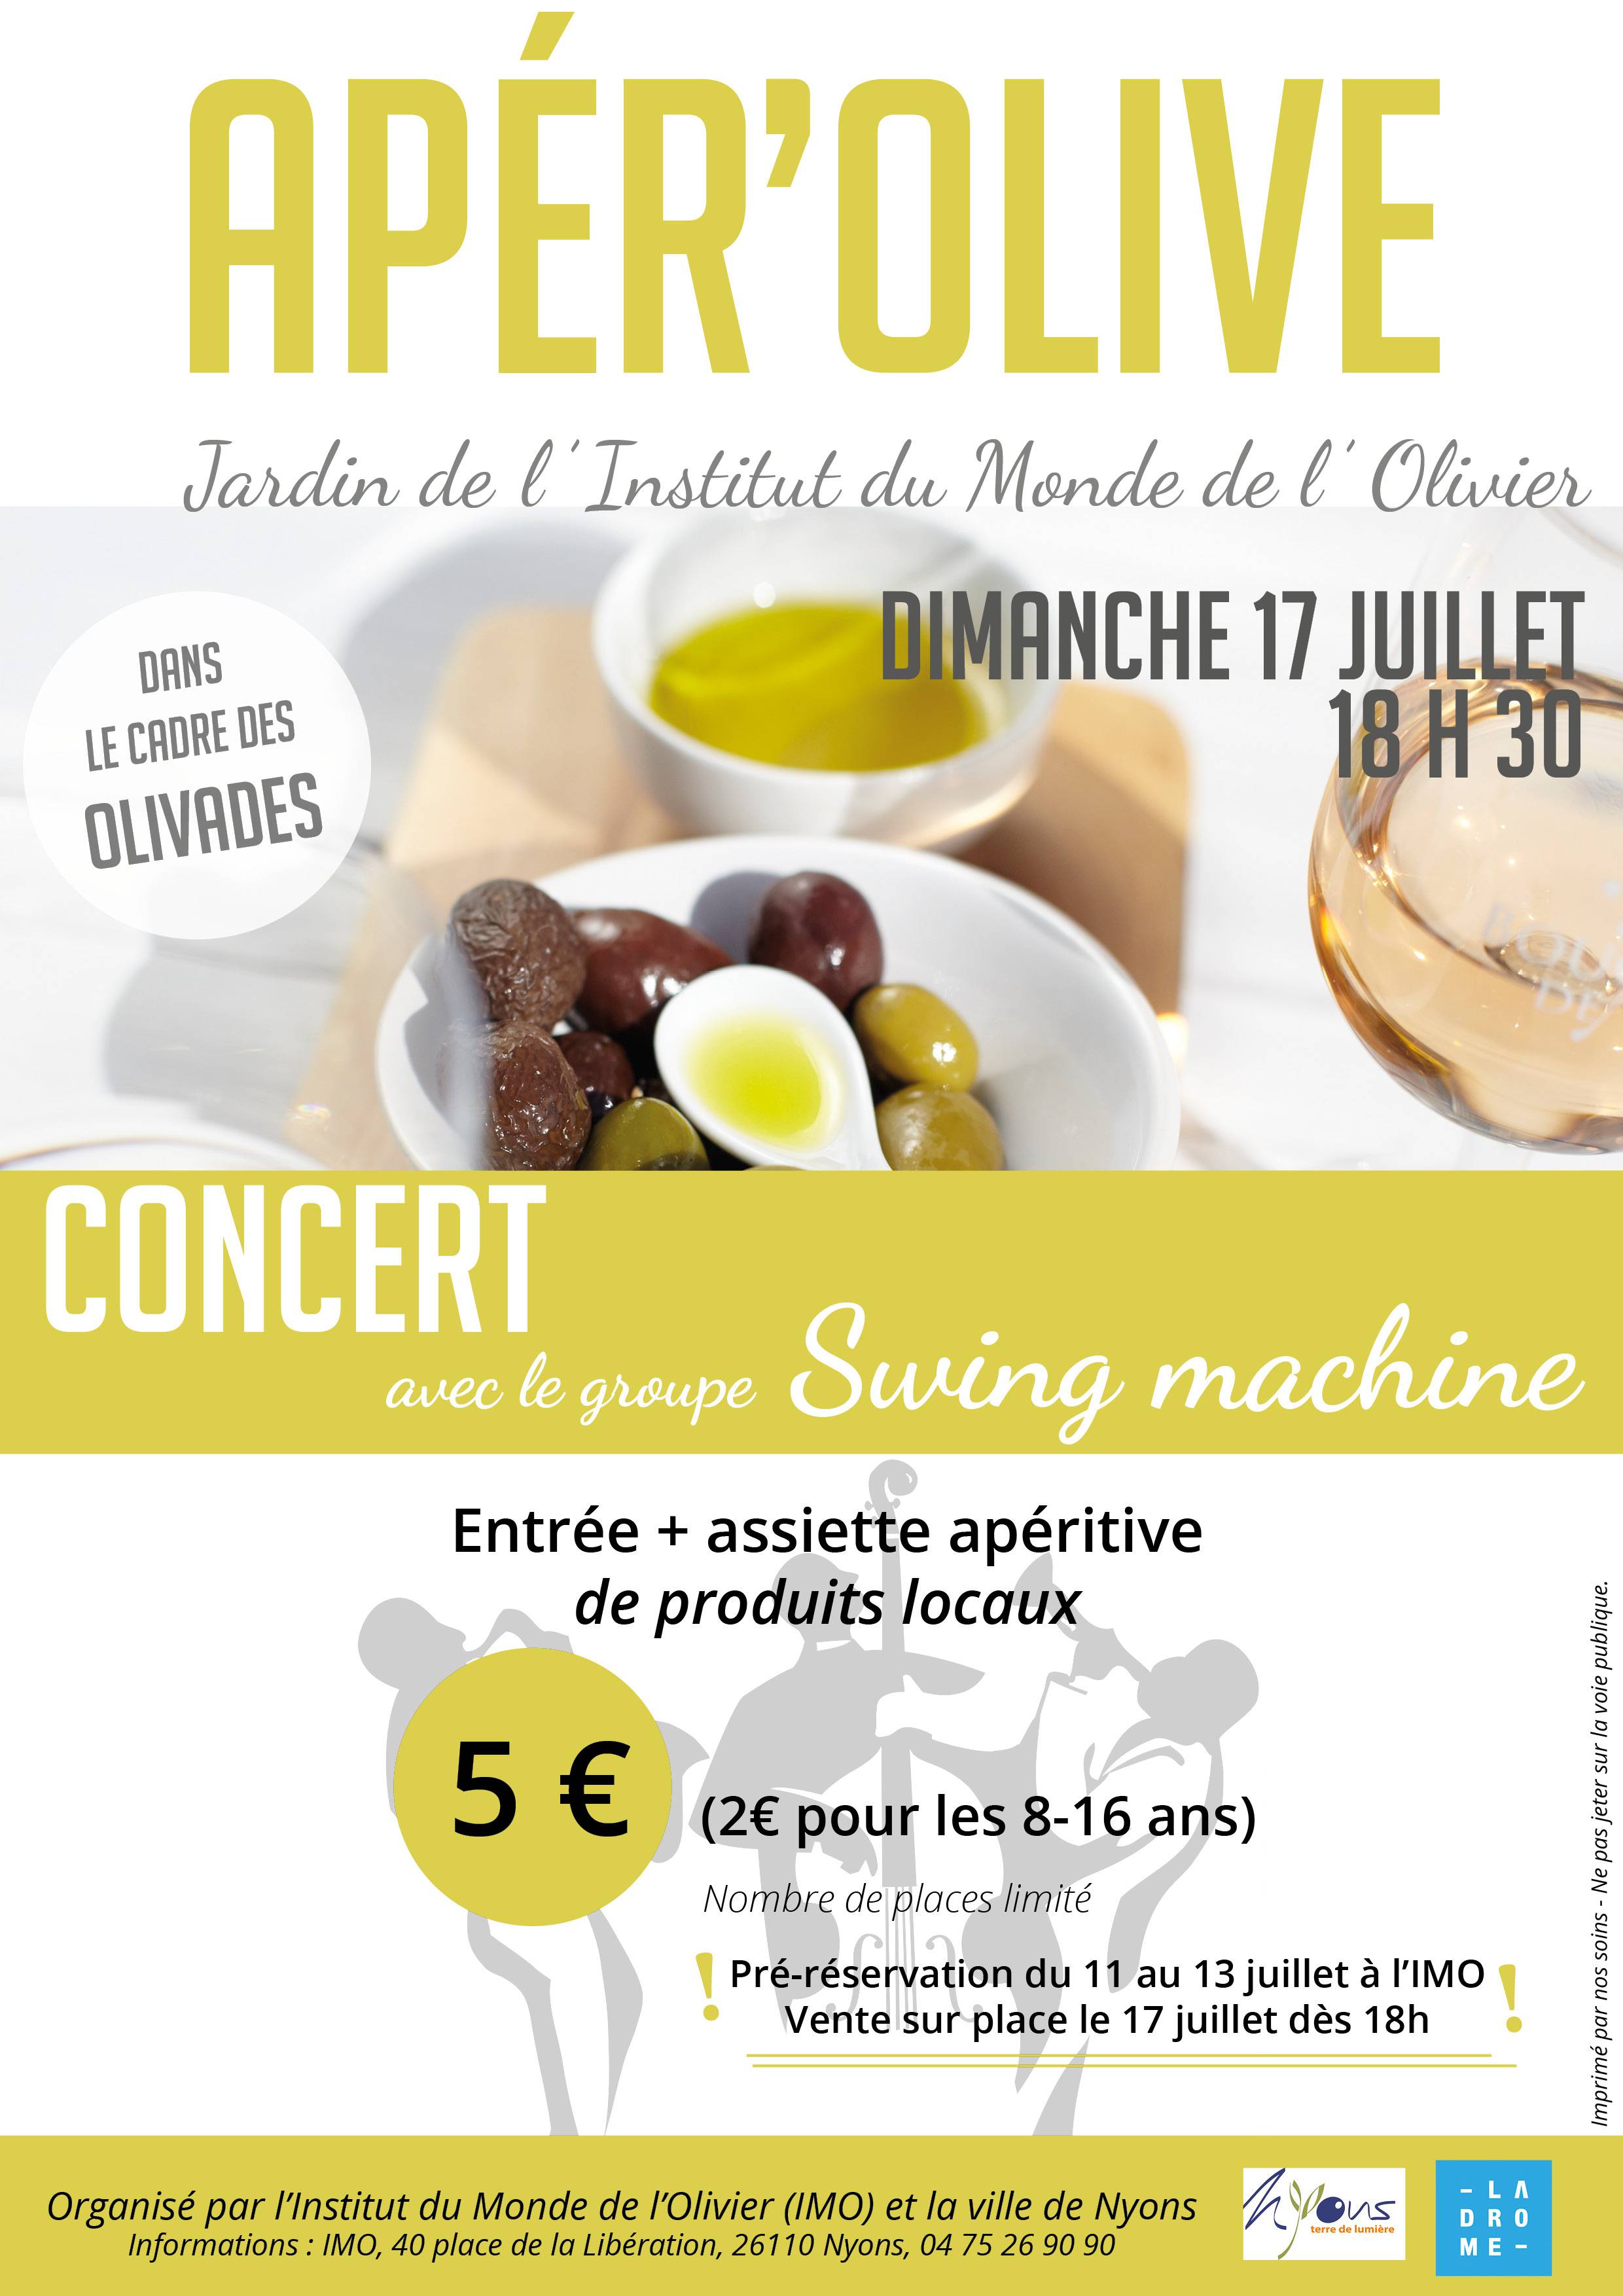 APÉR'OLIVE
Jardin de l'Institut du Monde de l'Olivier
DIMANCHE 17 JUILLET
18 H 30
DANS
LE CADRE DES
OLIVADES
CONCERT
avec le groupe Swing machine
Entrée + assiette apéritive
de produits locaux
5 €
(2€ pour les 8-16 ans)
Nombre de places limité
! Pré-réservation du 11 au 13 juillet à l'IMO !
Vente sur place le 17 juillet dès 18h
Imprimé par nos soins - Ne pas jeter sur la voie publique.
Organisé par l'Institut du Monde de l'Olivier (IMO) et la ville de Nyons
Informations : IMO, 40 place de la Libération, 26110 Nyons, 04 75 26 90 90
Nyons
terre de lumière
- L A
D R O
M E -